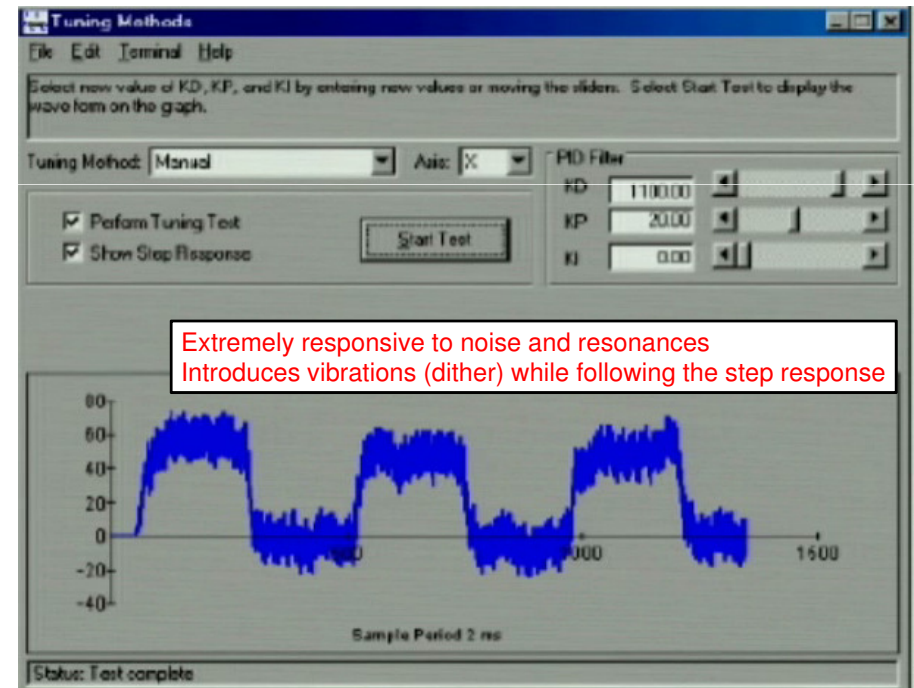 Tuning Methods
File Edit Terminal Help
Select new value of KD, KP, and KI by entering new values or moving the sliders. Select Start Test to display the
wave form on the graph.
Tuning Method: Manual Axis: X PID Filter
KD 1100.00
Perform Tuning Test
Start Test
KP 20.00
Show Step Response
KI 0.00
Extremely responsive to noise and resonances
Introduces vibrations (dither) while following the step response
80
60
40
20
0
1500
-20
-40
Sample Period 2 ms
Status: Test complete